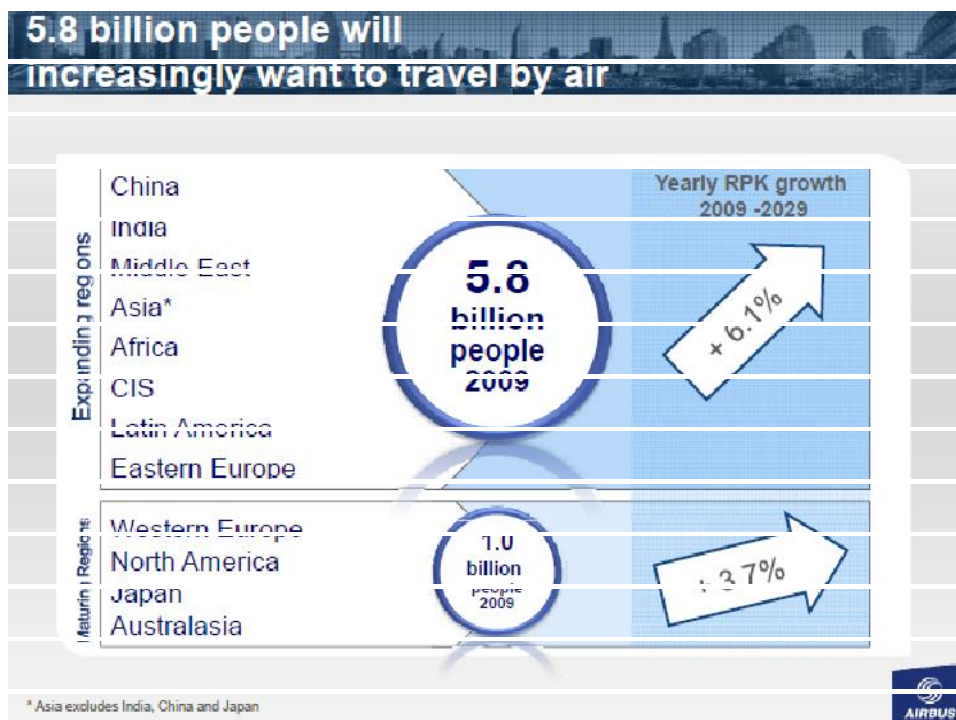 5.8 billion people will
increasingly want to travel by air
Expanding regions
China
India
Middle East
Asia*
Africa
CIS
Latin America
Eastern Europe
5.8
billion
people
2009
Yearly RPK growth
2009 -2029
+ 6.1%
Maturing Regions
Western Europe
North America
Japan
Australasia
1.0
billion
people
2009
+ 3.7%
* Asia excludes India, China and Japan
AIRBUS